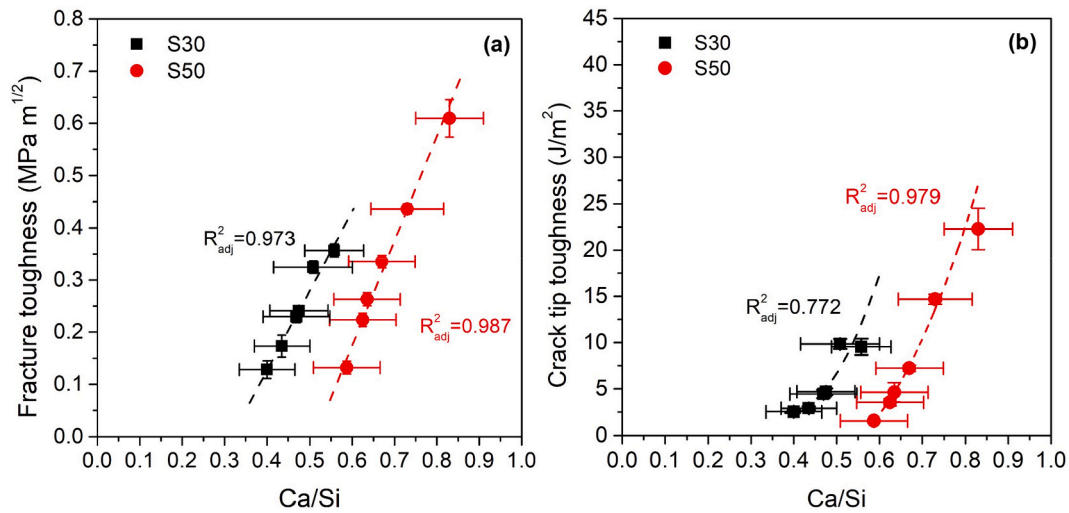 (a)
S30
S50
Fracture toughness (MPa m^1/2)
0.8
0.7
0.6
0.5
0.4
0.3
0.2
0.1
0.0
R²adj=0.973
R²adj=0.987
0.0 0.1 0.2 0.3 0.4 0.5 0.6 0.7 0.8 0.9 1.0
Ca/Si
(b)
S30
S50
Crack tip toughness (J/m²)
45
40
35
30
25
20
15
10
5
0
R²adj=0.979
R²adj=0.772
0.0 0.1 0.2 0.3 0.4 0.5 0.6 0.7 0.8 0.9 1.0
Ca/Si